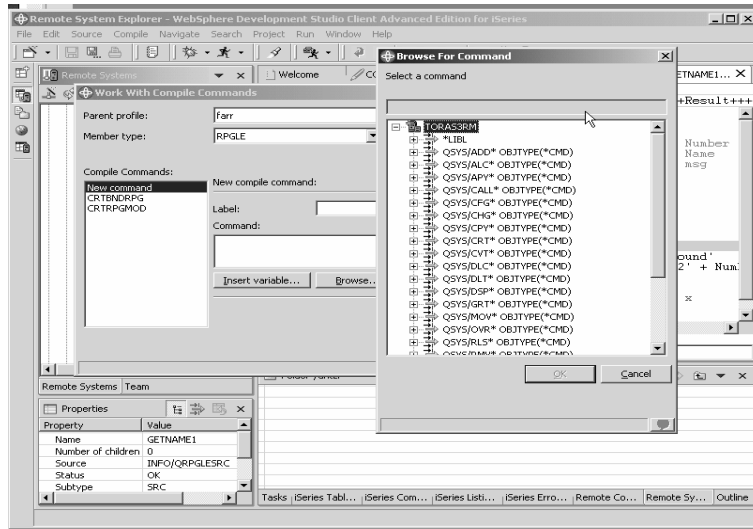 Remote System Explorer - WebSphere Development Studio Client Advanced Edition for iSeries
File Edit Source Compile Navigate Search Project Run Window Help
Remote Systems
Welcome
Work With Compile Commands
Parent profile:
farr
Member type:
RPGLE
Compile Commands:
New command
CRTBNDRPG
CRTRPGMOD
New compile command:
Label:
Command:
Insert variable...
Browse..
Browse For Command
Select a command
TORAS3RM
*LIBL
QSYS/ADD* OBJTYPE(*CMD)
QSYS/ALC* OBJTYPE(*CMD)
QSYS/APY* OBJTYPE(*CMD)
QSYS/CALL* OBJTYPE(*CMD)
QSYS/CFG* OBJTYPE(*CMD)
QSYS/CHG* OBJTYPE(*CMD)
QSYS/CPY* OBJTYPE(*CMD)
QSYS/CRT* OBJTYPE(*CMD)
QSYS/CVT* OBJTYPE(*CMD)
QSYS/DLC* OBJTYPE(*CMD)
QSYS/DLT* OBJTYPE(*CMD)
QSYS/DSP* OBJTYPE(*CMD)
QSYS/GRT* OBJTYPE(*CMD)
QSYS/MOV* OBJTYPE(*CMD)
QSYS/OVR* OBJTYPE(*CMD)
QSYS/RLS* OBJTYPE(*CMD)
QSYS/RMV* OBJTYPE(*CMD)
OK
Cancel
ETNAME1...
+Result+++
Number
Name
msg
ound'
2' + Num
x
Remote Systems Team
Properties
Property Value
Name GETNAME1
Number of children 0
Source INFO/QRPGLESRC
Status OK
Subtype SRC
Tasks iSeries Tabl... iSeries Com... iSeries Listi... iSeries Erro... Remote Co... Remote Sy... Outline